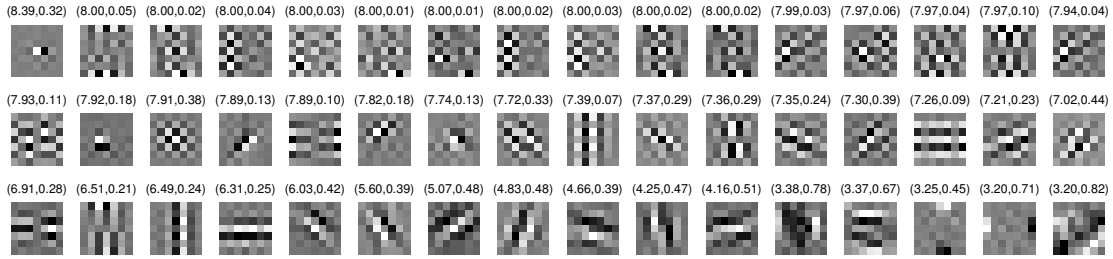 (8.39,0.32) (8.00,0.05) (8.00,0.02) (8.00,0.04) (8.00,0.03) (8.00,0.01) (8.00,0.01) (8.00,0.02) (8.00,0.03) (8.00,0.02) (8.00,0.02) (7.99,0.03) (7.97,0.06) (7.97,0.04) (7.97,0.10) (7.94,0.04)
(7.93,0.11) (7.92,0.18) (7.91,0.38) (7.89,0.13) (7.89,0.10) (7.82,0.18) (7.74,0.13) (7.72,0.33) (7.39,0.07) (7.37,0.29) (7.36,0.29) (7.35,0.24) (7.30,0.39) (7.26,0.09) (7.21,0.23) (7.02,0.44)
(6.91,0.28) (6.51,0.21) (6.49,0.24) (6.31,0.25) (6.03,0.42) (5.60,0.39) (5.07,0.48) (4.83,0.48) (4.66,0.39) (4.25,0.47) (4.16,0.51) (3.38,0.78) (3.37,0.67) (3.25,0.45) (3.20,0.71) (3.20,0.82)